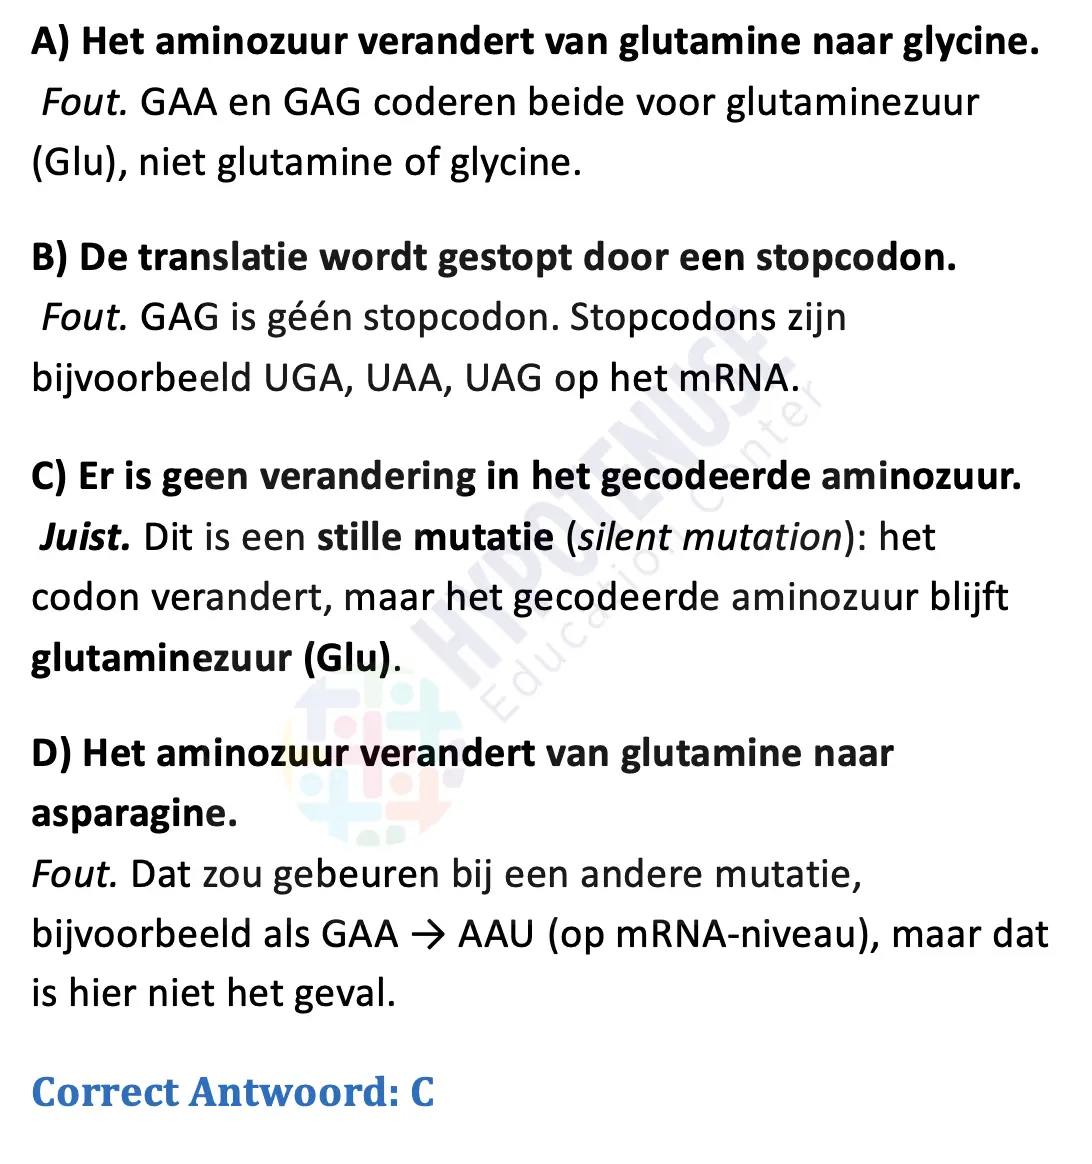 A) Het aminozuur verandert van glutamine naar glycine.
Fout. GAA en GAG coderen beide voor glutaminezuur
(Glu), niet glutamine of glycine.
B) De translatie wordt gestopt door een stopcodon.
Fout. GAG is géén stopcodon. Stopcodons zijn
bijvoorbeeld UGA, UAA, UAG op het mRNA.
C) Er is geen verandering in het gecodeerde aminozuur.
Juist. Dit is een stille mutatie (silent mutation): het
codon verandert, maar het gecodeerde aminozuur blijft
glutaminezuur (Glu).
D) Het aminozuur verandert van glutamine naar
asparagine.
Fout. Dat zou gebeuren bij een andere mutatie,
bijvoorbeeld als GAA → AAU (op mRNA-niveau), maar dat
is hier niet het geval.
Correct Antwoord: C
HYPOTENUSE
Education Center